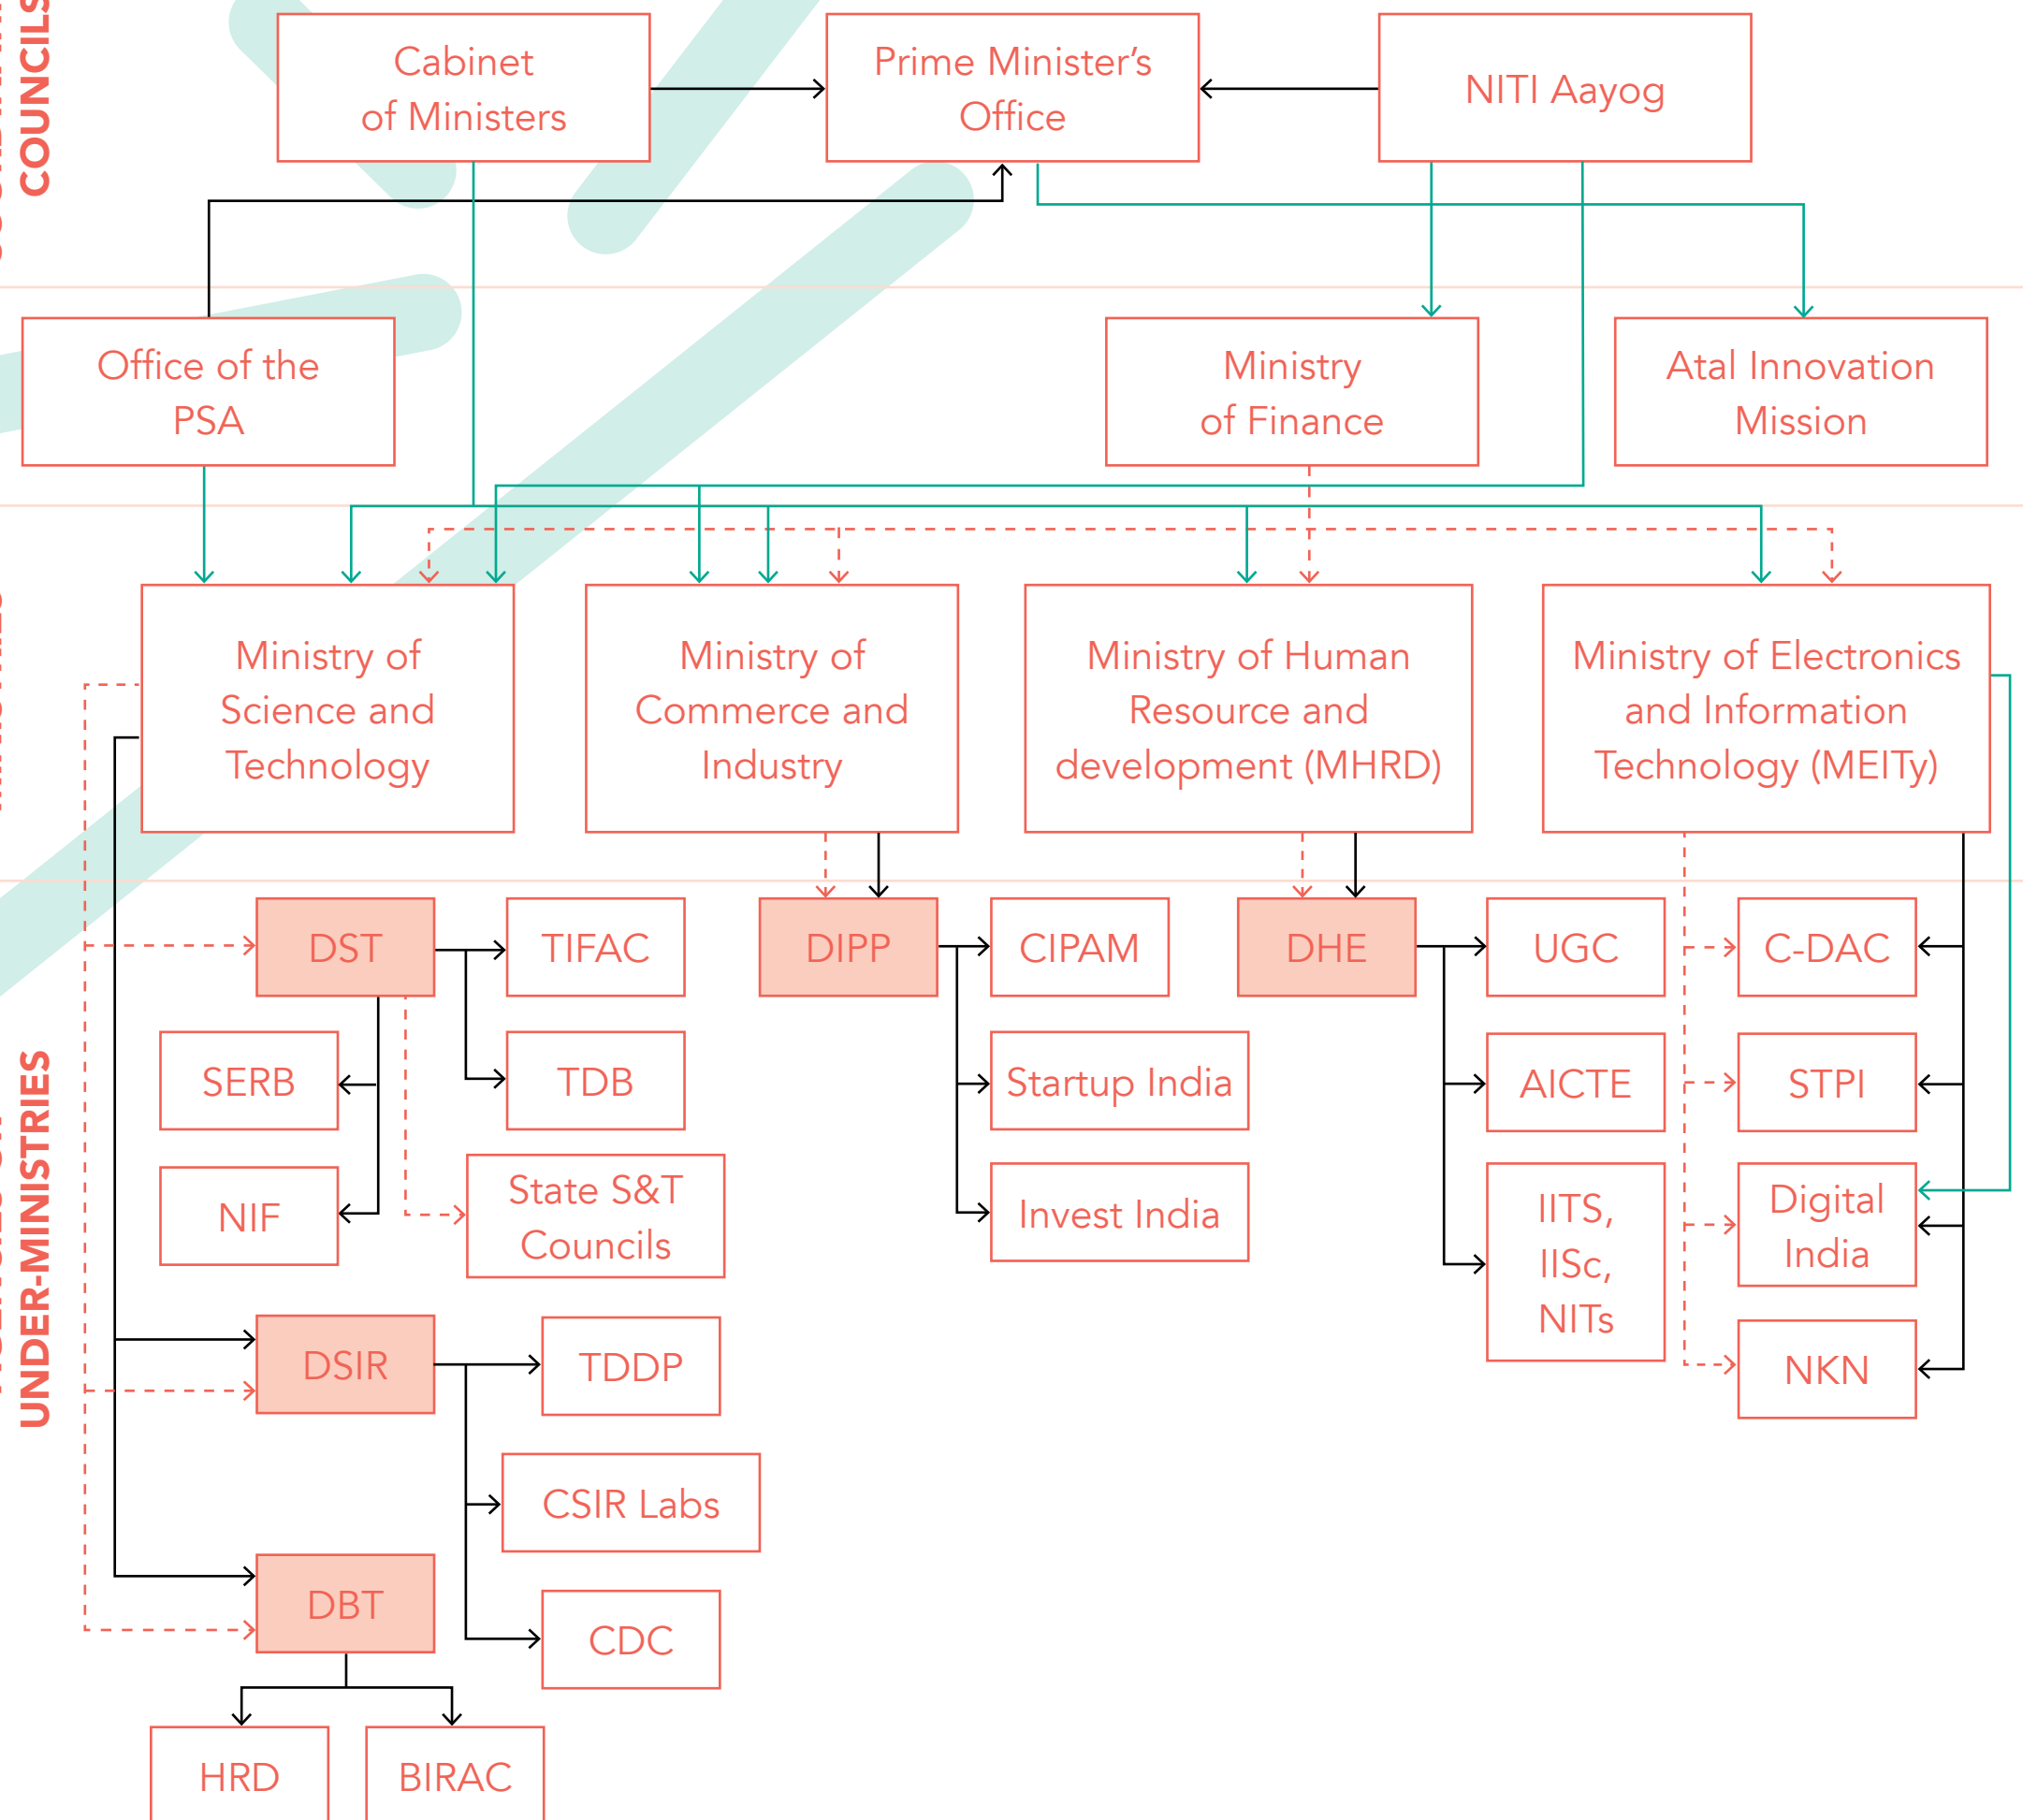 COUNCILS
Cabinet
of Ministers
Prime Minister's
Office
NITI Aayog
Office of the
PSA
Ministry
of Finance
Atal Innovation
Mission
Ministry of
Science and
Technology
Ministry of
Commerce and
Industry
Ministry of Human
Resource and
development (MHRD)
Ministry of Electronics
and Information
Technology (MEITy)
UNDER-MINISTRIES
DST
TIFAC
DIPP
CIPAM
DHE
UGC
C-DAC
SERB
TDB
Startup India
AICTE
STPI
NIF
State S&T
Councils
Invest India
IITS,
IISc,
NITs
Digital
India
DSIR
TDDP
NKN
CSIR Labs
DBT
CDC
HRD
BIRAC